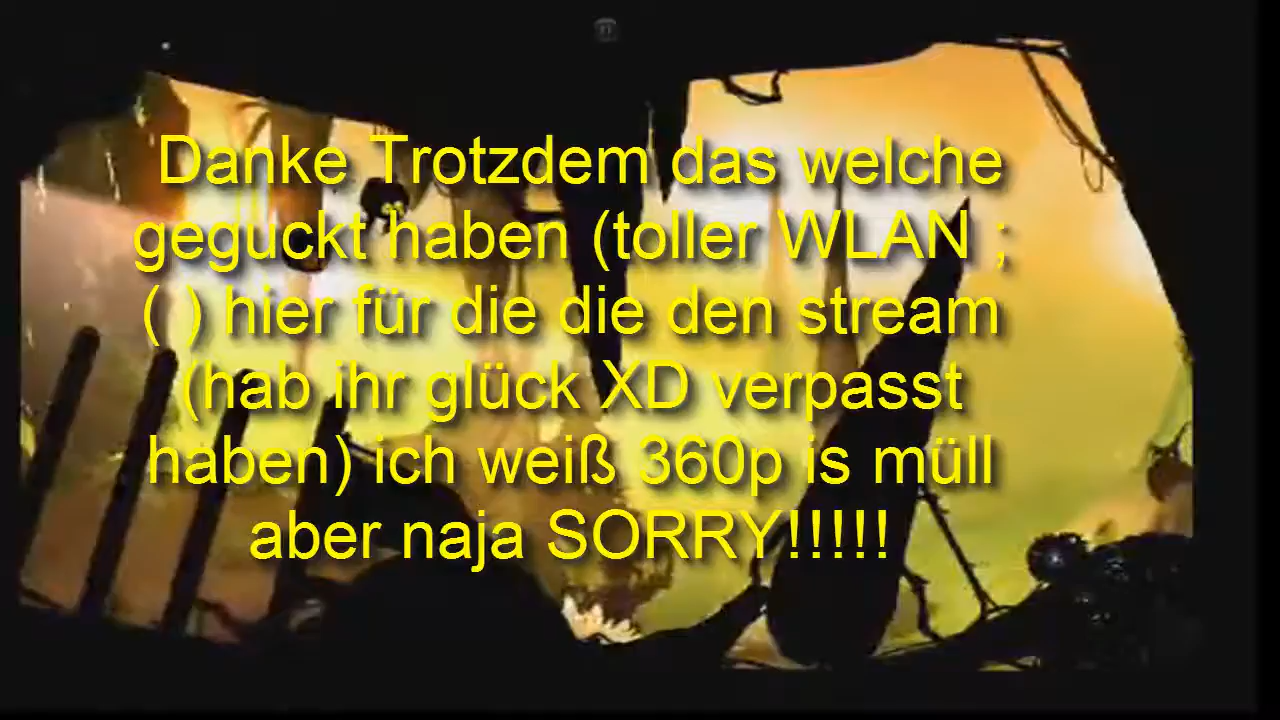 Danke Trotzdem das welche
geguckt haben (toller WLAN ;
( ) hier für die die den stream
(hab ihr glück XD verpasst
haben) ich weiß 360p is müll
aber naja SORRY!!!!!